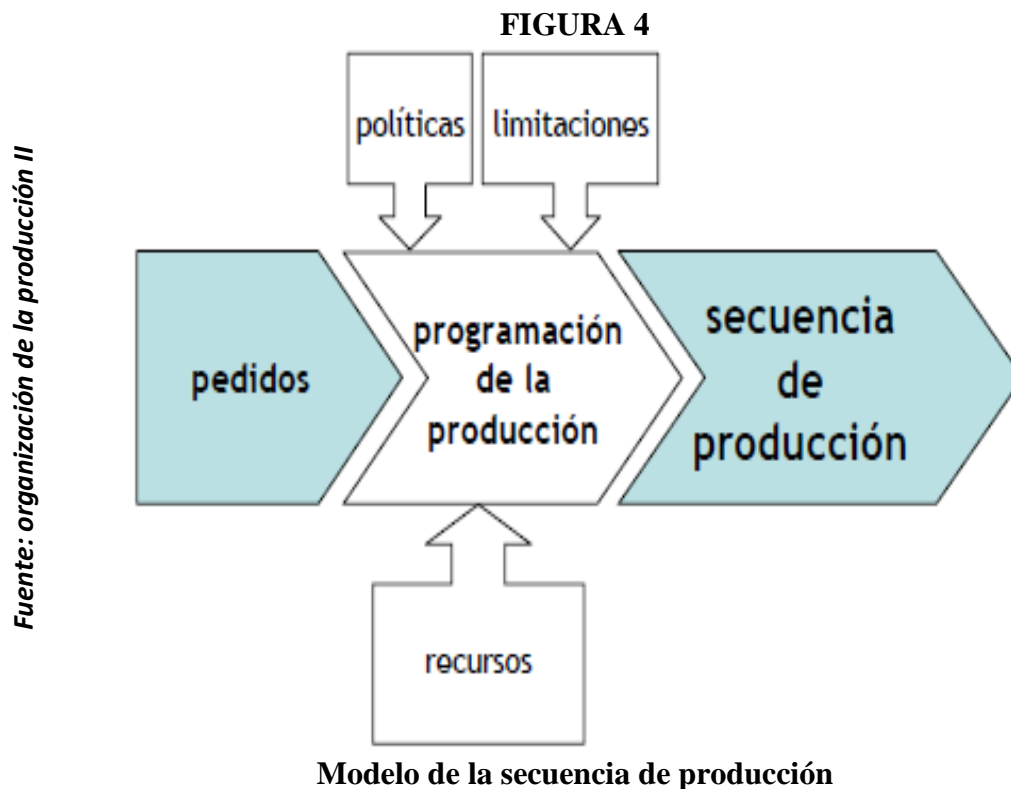 FIGURA 4
Fuente: organización de la producción II
políticas
limitaciones
pedidos
programación
de la
producción
secuencia
de
producción
recursos
Modelo de la secuencia de producción